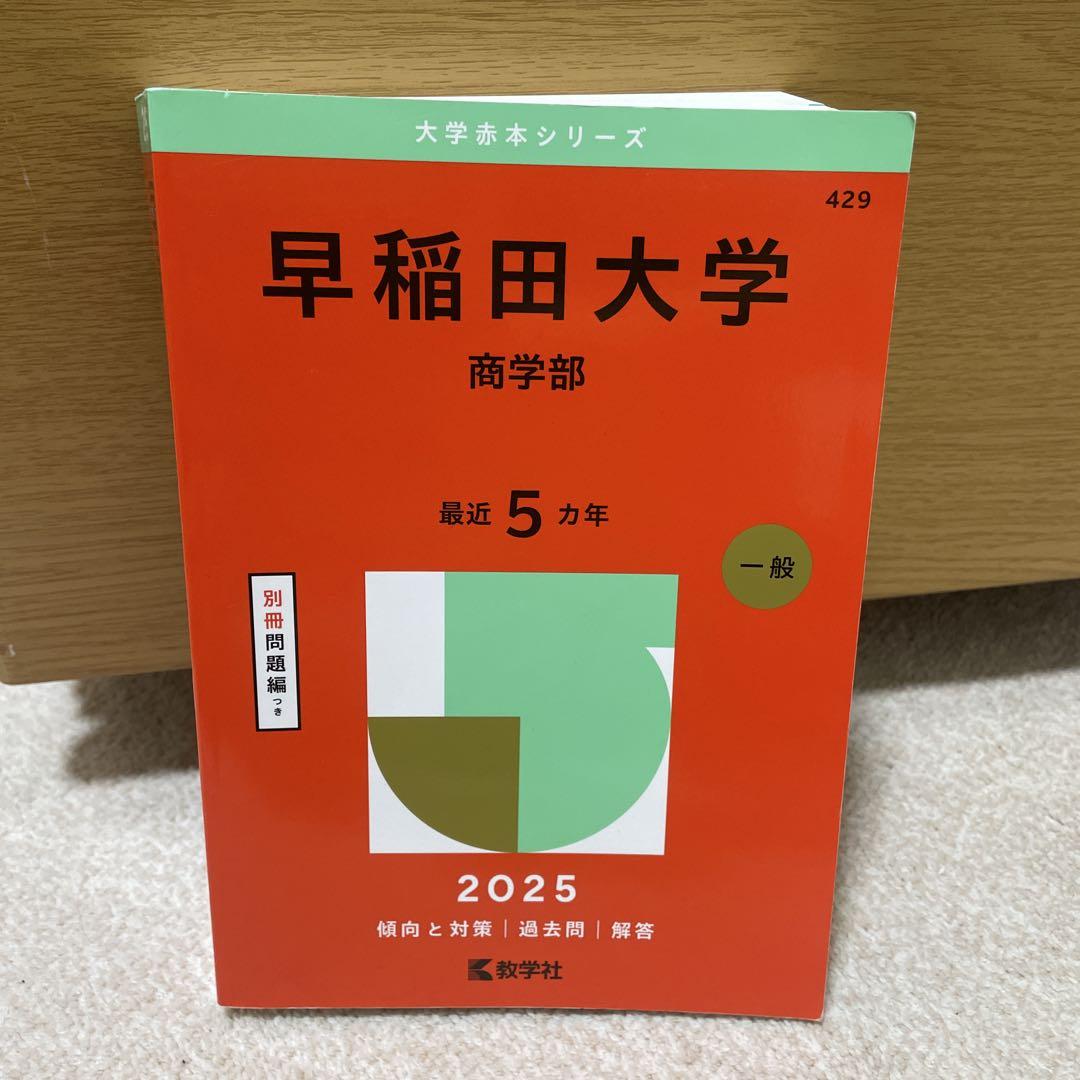 大学赤本シリーズ
429
早稲田大学
商学部
最近5カ年
一般
別冊問題編つき
2025
傾向と対策｜過去問｜解答
教学社